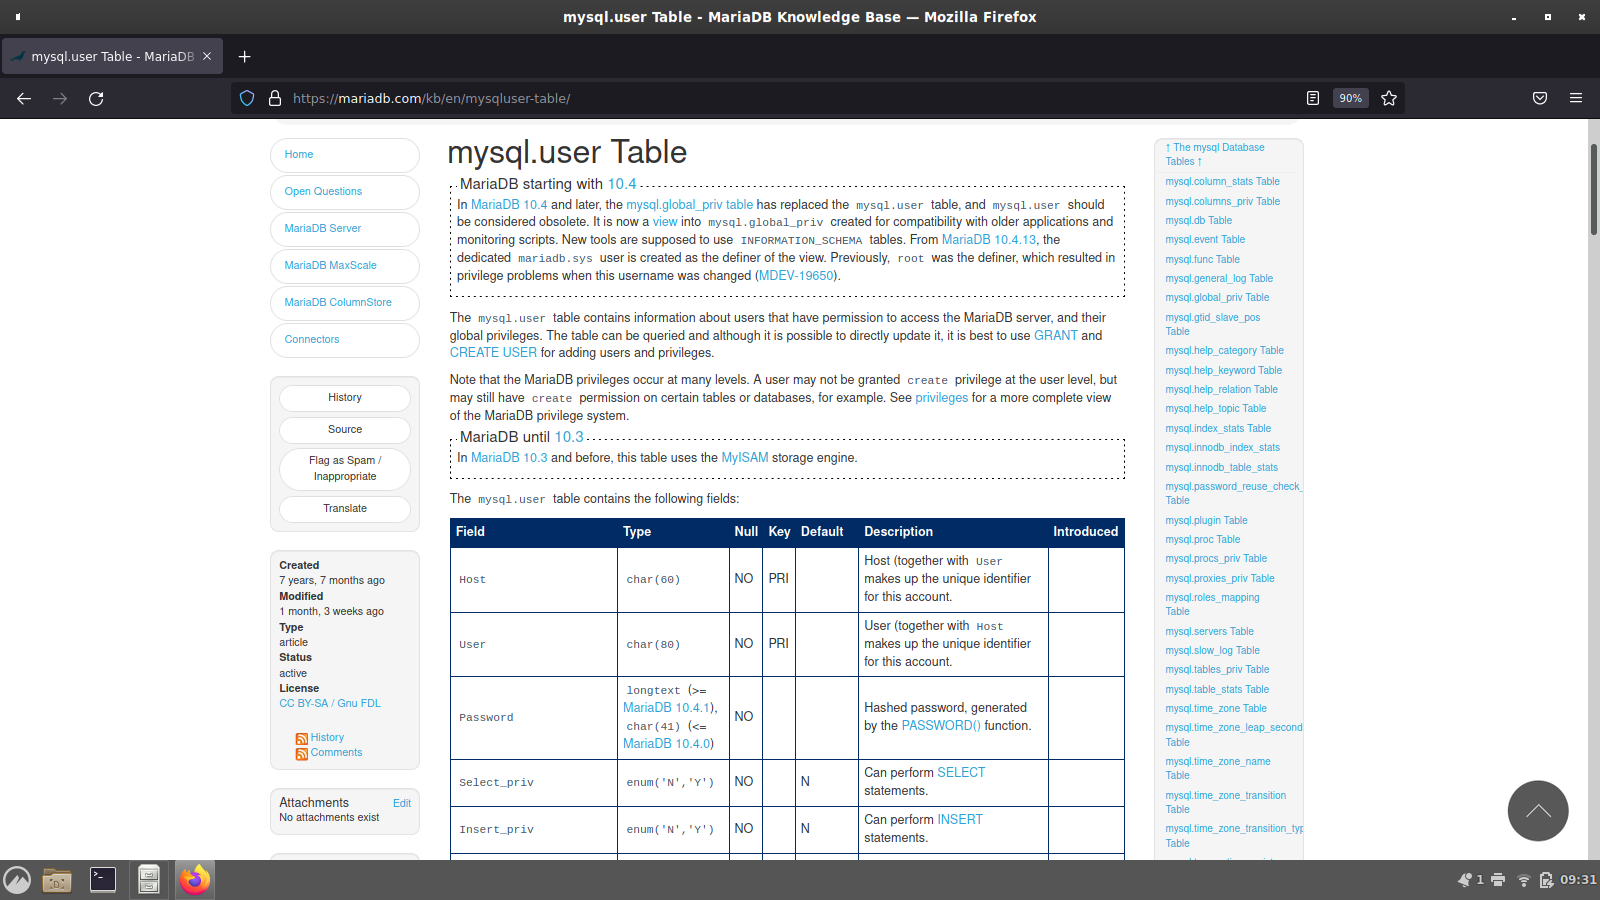 mysql.user Table - MariaDB Knowledge Base — Mozilla Firefox
mysql.user Table - MariaDB
https://mariadb.com/kb/en/mysqluser-table/
90%
Home
Open Questions
MariaDB Server
MariaDB MaxScale
MariaDB ColumnStore
Connectors
History
Source
Flag as Spam /
Inappropriate
Translate
Created
7 years, 7 months ago
Modified
1 month, 3 weeks ago
Type
article
Status
active
License
CC BY-SA / Gnu FDL
History
Comments
Attachments Edit
No attachments exist
mysql.user Table
MariaDB starting with 10.4
In MariaDB 10.4 and later, the mysql.global_priv table has replaced the mysql.user table, and mysql.user should
be considered obsolete. It is now a view into mysql.global_priv created for compatibility with older applications and
monitoring scripts. New tools are supposed to use INFORMATION_SCHEMA tables. From MariaDB 10.4.13, the
dedicated mariadb.sys user is created as the definer of the view. Previously, root was the definer, which resulted in
privilege problems when this username was changed (MDEV-19650).
The mysql.user table contains information about users that have permission to access the MariaDB server, and their
global privileges. The table can be queried and although it is possible to directly update it, it is best to use GRANT and
CREATE USER for adding users and privileges.
Note that the MariaDB privileges occur at many levels. A user may not be granted create privilege at the user level, but
may still have create permission on certain tables or databases, for example. See privileges for a more complete view
of the MariaDB privilege system.
MariaDB until 10.3
In MariaDB 10.3 and before, this table uses the MyISAM storage engine.
The mysql.user table contains the following fields:
Field Type Null Key Default Description Introduced
Host char(60) NO PRI Host (together with User
makes up the unique identifier
for this account.
User char(80) NO PRI User (together with Host
makes up the unique identifier
for this account.
Password longtext (>=
MariaDB 10.4.1),
char(41) (<=
MariaDB 10.4.0) NO Hashed password, generated
by the PASSWORD() function.
Select_priv enum('N','Y') NO N Can perform SELECT
statements.
Insert_priv enum('N','Y') NO N Can perform INSERT
statements.
↑ The mysql Database
Tables ↑
mysql.column_stats Table
mysql.columns_priv Table
mysql.db Table
mysql.event Table
mysql.func Table
mysql.general_log Table
mysql.global_priv Table
mysql.gtid_slave_pos
Table
mysql.help_category Table
mysql.help_keyword Table
mysql.help_relation Table
mysql.help_topic Table
mysql.index_stats Table
mysql.innodb_index_stats
mysql.innodb_table_stats
mysql.password_reuse_check_
Table
mysql.plugin Table
mysql.proc Table
mysql.procs_priv Table
mysql.proxies_priv Table
mysql.roles_mapping
Table
mysql.servers Table
mysql.slow_log Table
mysql.tables_priv Table
mysql.table_stats Table
mysql.time_zone Table
mysql.time_zone_leap_second
Table
mysql.time_zone_name
Table
mysql.time_zone_transition
Table
mysql.time_zone_transition_typ
Table
1
09:31